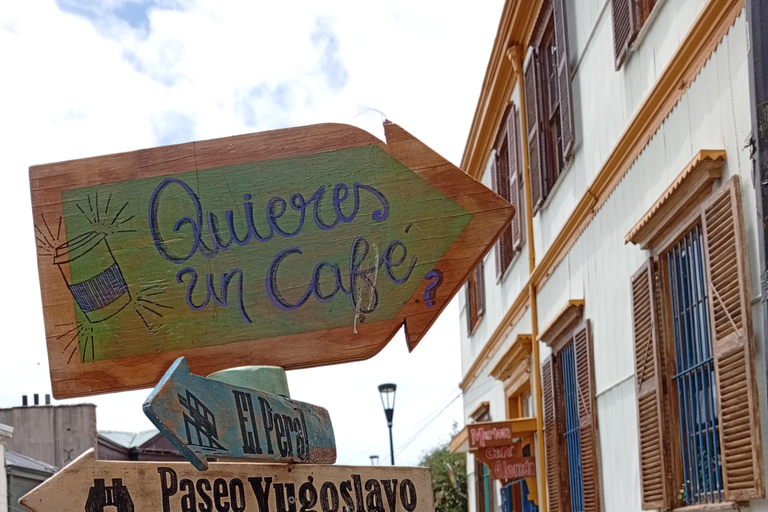 Quieres
un Café?
El Peral
Paseo Yugoslavo